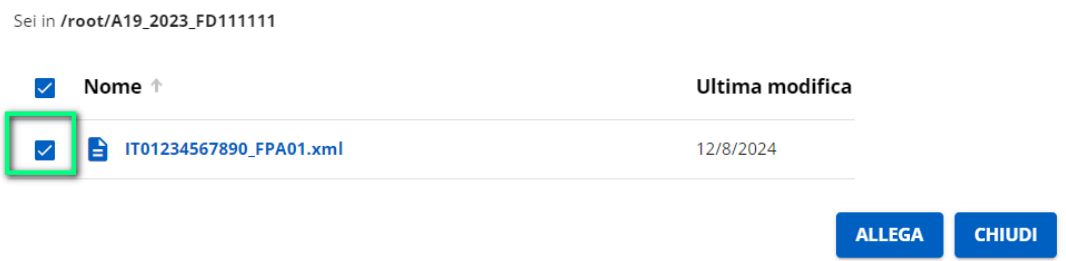 Sei in /root/A19_2023_FD111111
Nome ↑ Ultima modifica
IT01234567890_FPA01.xml 12/8/2024
ALLEGA CHIUDI